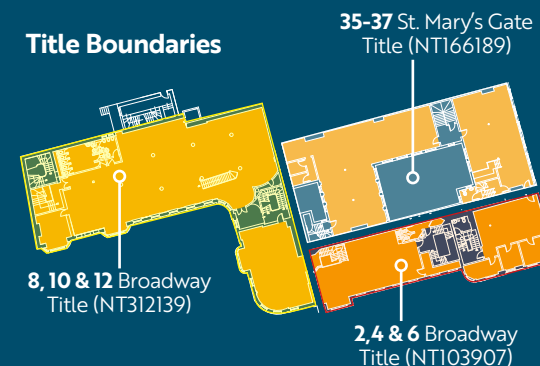 Title Boundaries
35-37 St. Mary’s Gate
Title (NT166189)
8, 10 & 12 Broadway
Title (NT312139)
2,4 & 6 Broadway
Title (NT103907)